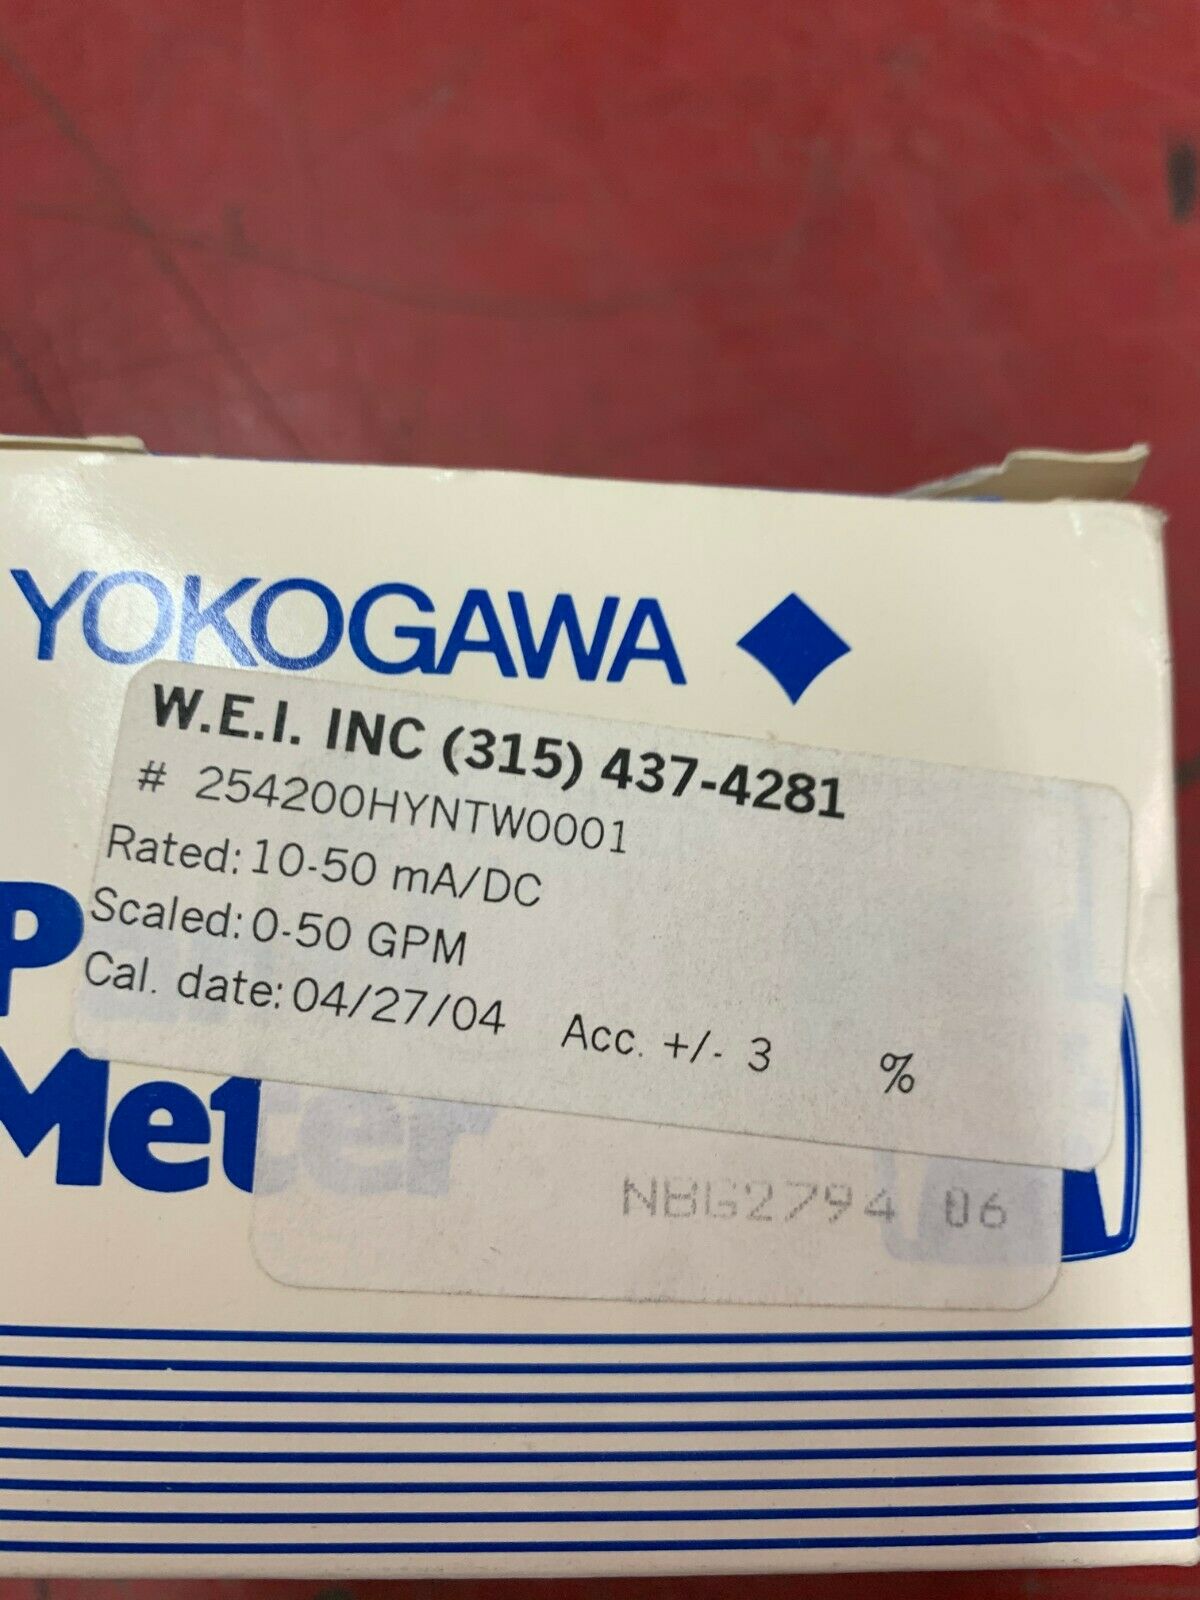 YOKOGAWA
W.E.I. INC (315) 437-4281
# 254200HYNTW0001
Rated: 10-50 mA/DC
Scaled: 0-50 GPM
Cal. date: 04/27/04 Acc. +/- 3 %
Meter
NBG2794 06